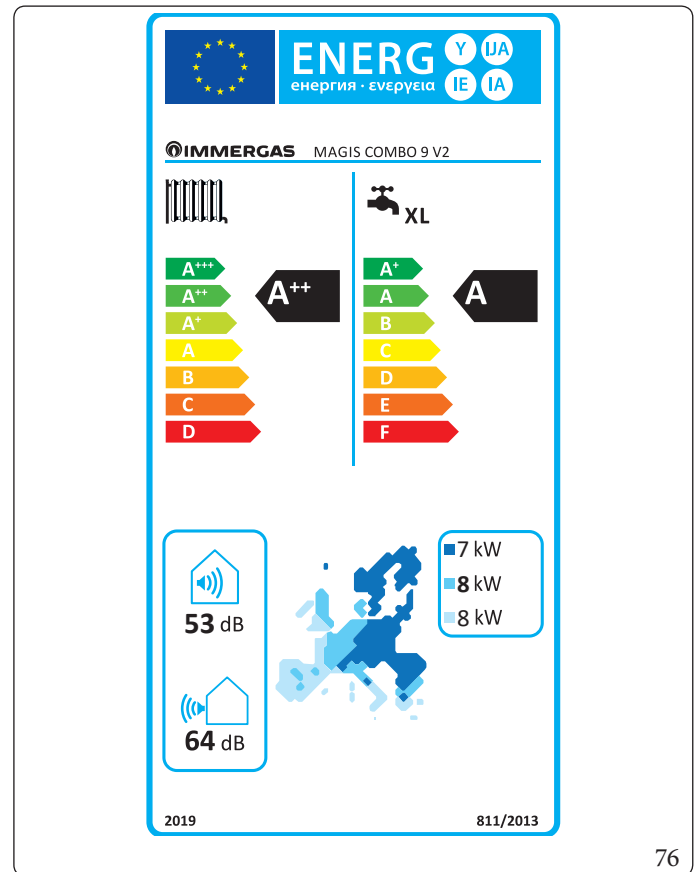 ENERG Y IJA
енергия · ενεργεια IE IA
IMMERGAS MAGIS COMBO 9 V2
XL
A+++
A++
A+
A
B
C
D
A++
A+
A
B
C
D
E
F
A
53 dB
64 dB
7 kW
8 kW
8 kW
2019 811/2013
76